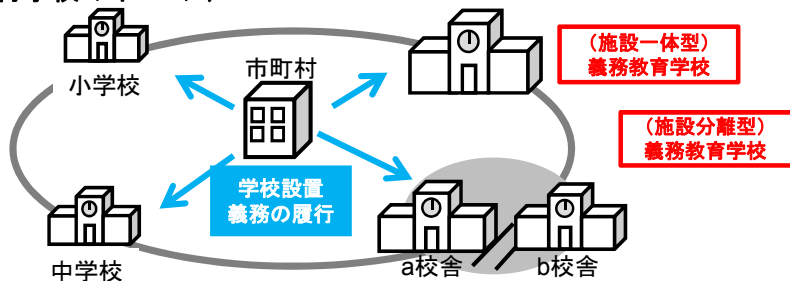 小学校
市町村
(施設一体型)
義務教育学校
(施設分離型)
義務教育学校
学校設置
義務の履行
中学校
a校舎
b校舎